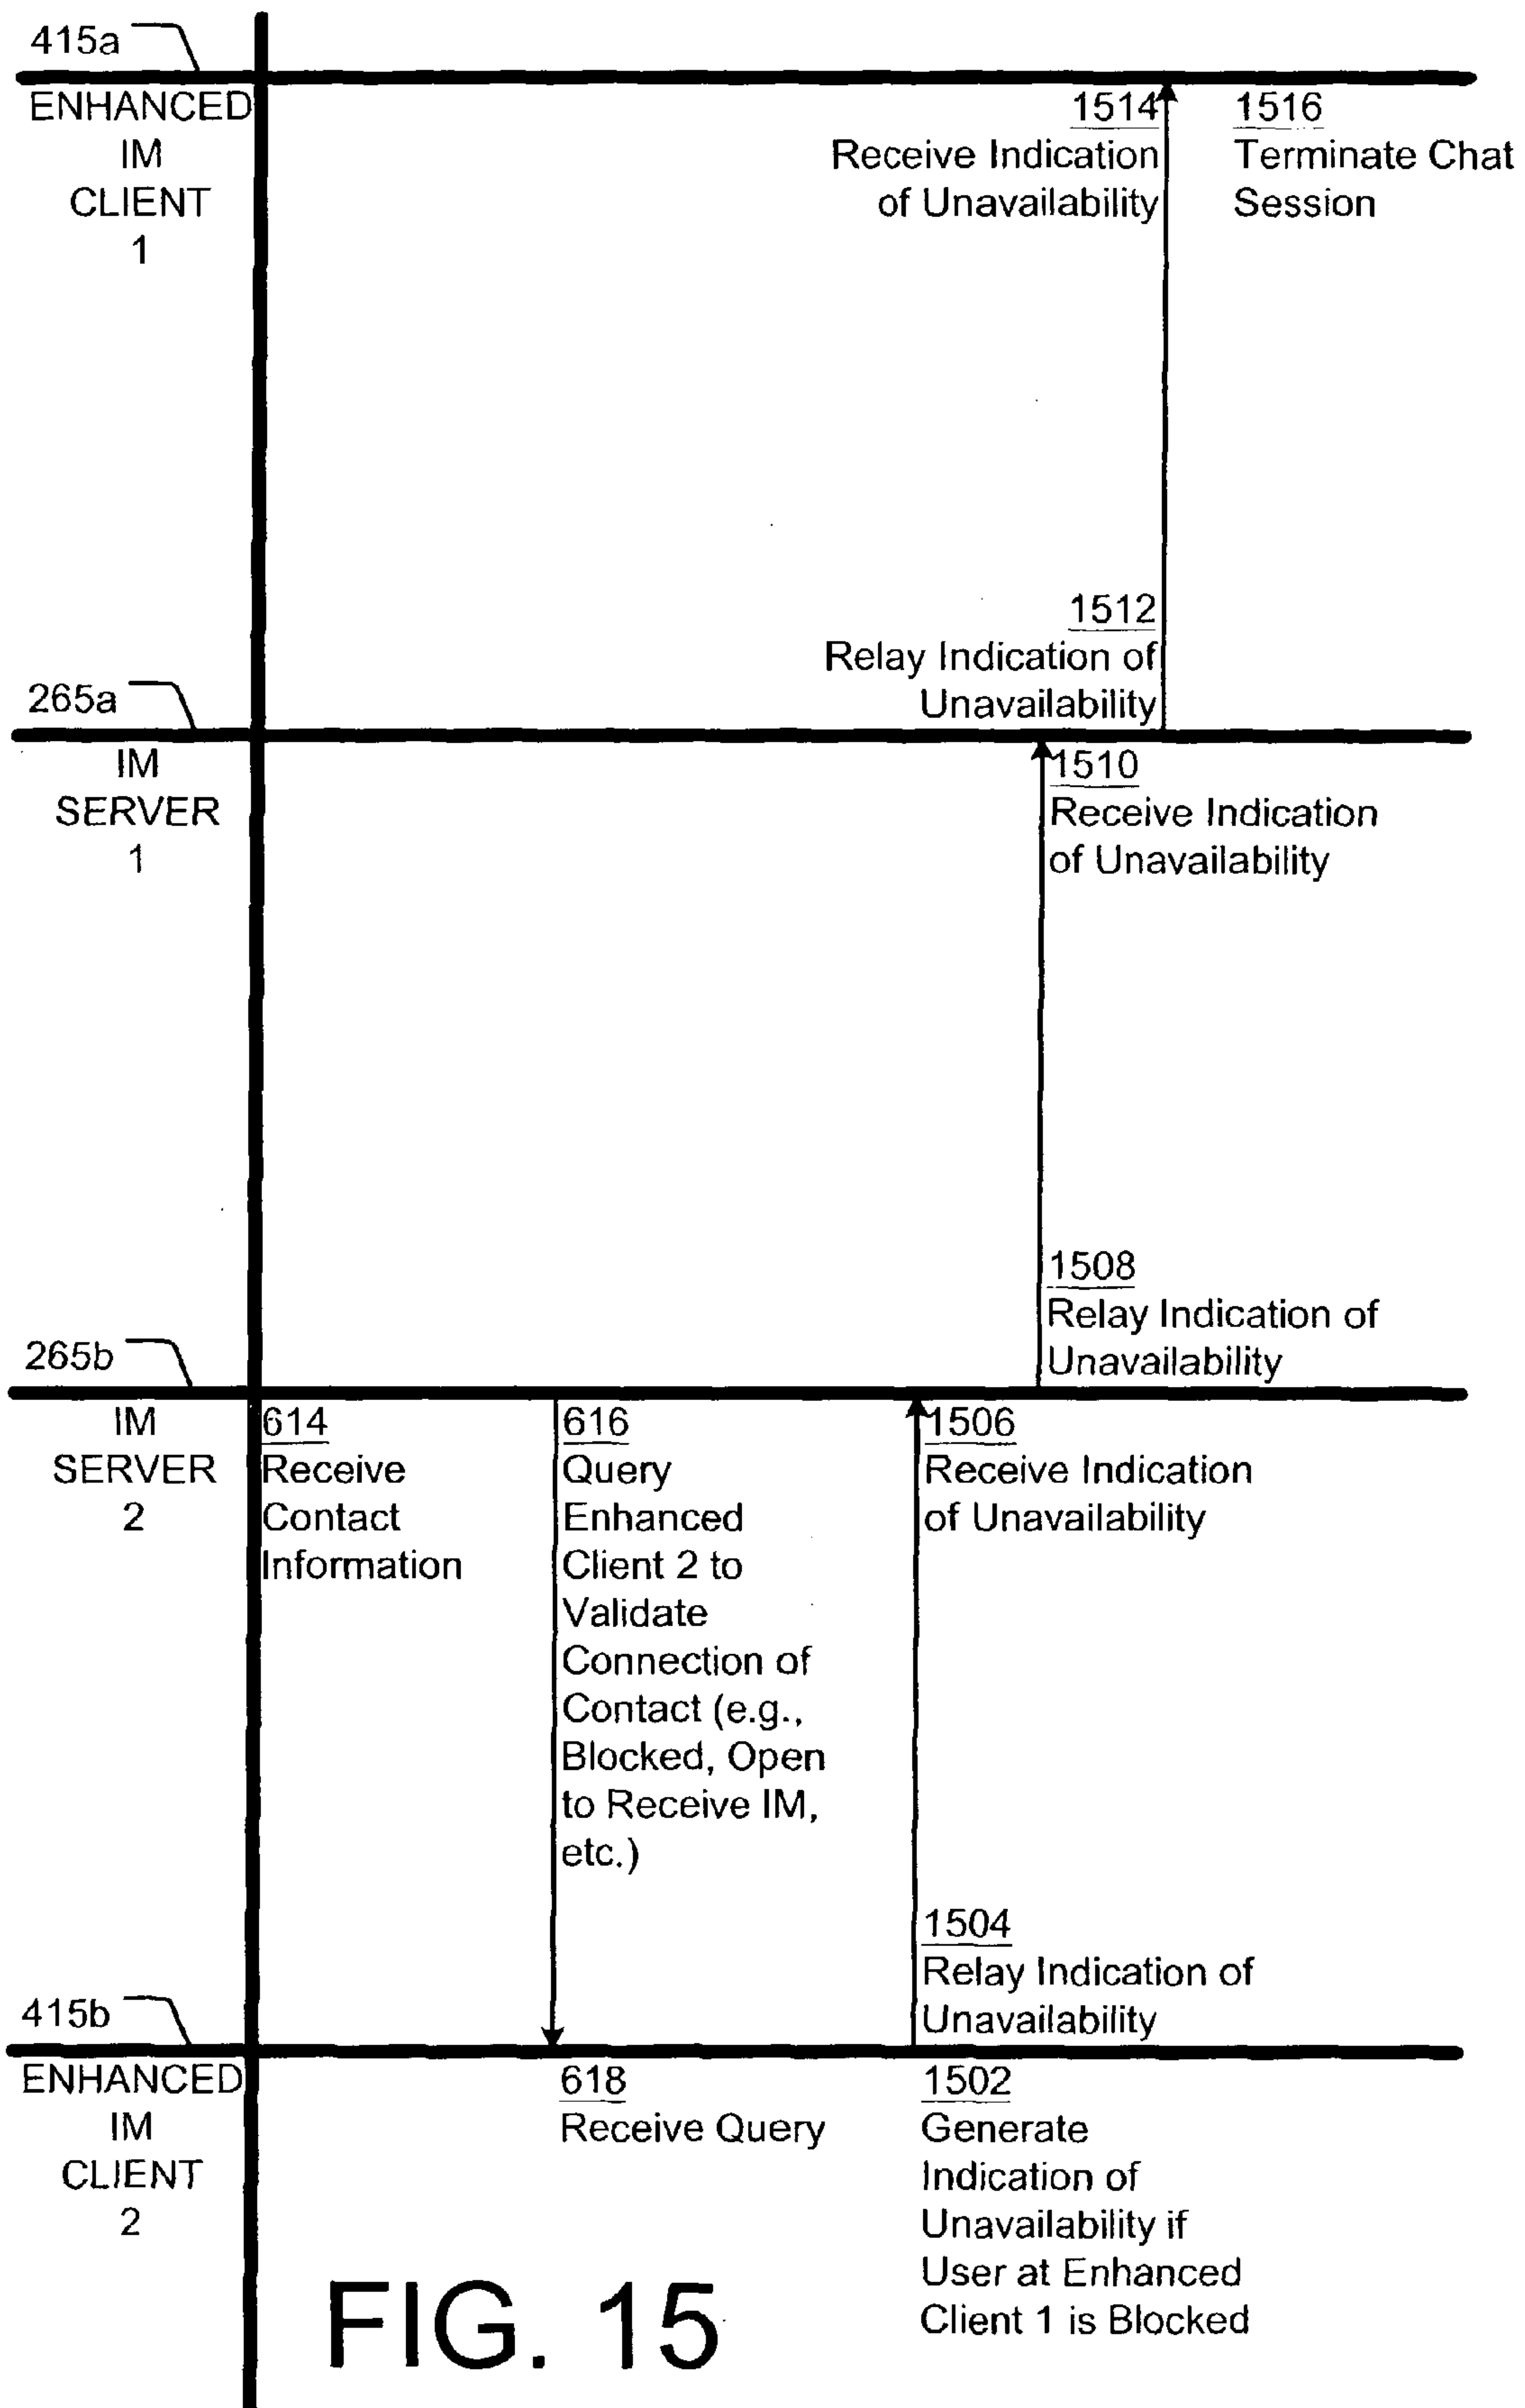 415a
ENHANCED
IM
CLIENT
1
1514
Receive Indication
of Unavailability
1516
Terminate Chat
Session
1512
Relay Indication of
Unavailability
265a
IM
SERVER
1
1510
Receive Indication
of Unavailability
1508
Relay Indication of
Unavailability
265b
IM
SERVER
2
614
Receive
Contact
Information
616
Query
Enhanced
Client 2 to
Validate
Connection of
Contact (e.g.,
Blocked, Open
to Receive IM,
etc.)
1506
Receive Indication
of Unavailability
1504
Relay Indication of
Unavailability
415b
ENHANCED
IM
CLIENT
2
618
Receive Query
1502
Generate
Indication of
Unavailability if
User at Enhanced
Client 1 is Blocked
FIG. 15